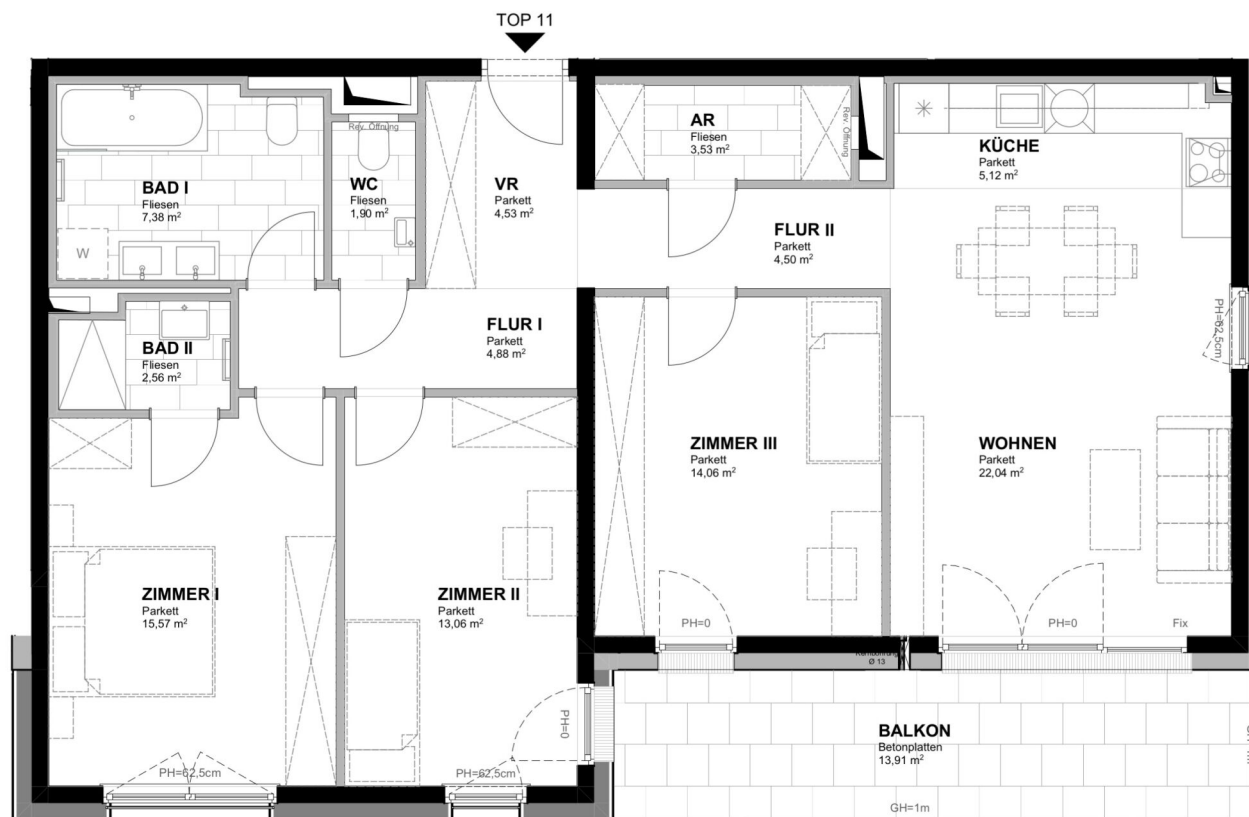 TOP 11
BAD I
Fliesen
7,38 m²
W
Rev. Öffnung
WC
Fliesen
1,90 m²
VR
Parkett
4,53 m²
AR
Fliesen
3,53 m²
Rev. Öffnung
KÜCHE
Parkett
5,12 m²
FLUR II
Parkett
4,50 m²
BAD II
Fliesen
2,56 m²
FLUR I
Parkett
4,88 m²
PH=62,5cm
ZIMMER III
Parkett
14,06 m²
WOHNEN
Parkett
22,04 m²
ZIMMER I
Parkett
15,57 m²
ZIMMER II
Parkett
13,06 m²
PH=0
PH=0
Fix
Kernbohrung
Ø 13
PH=0
BALKON
Betonplatten
13,91 m²
PH=62,5cm
PH=62,5cm
GH=1m